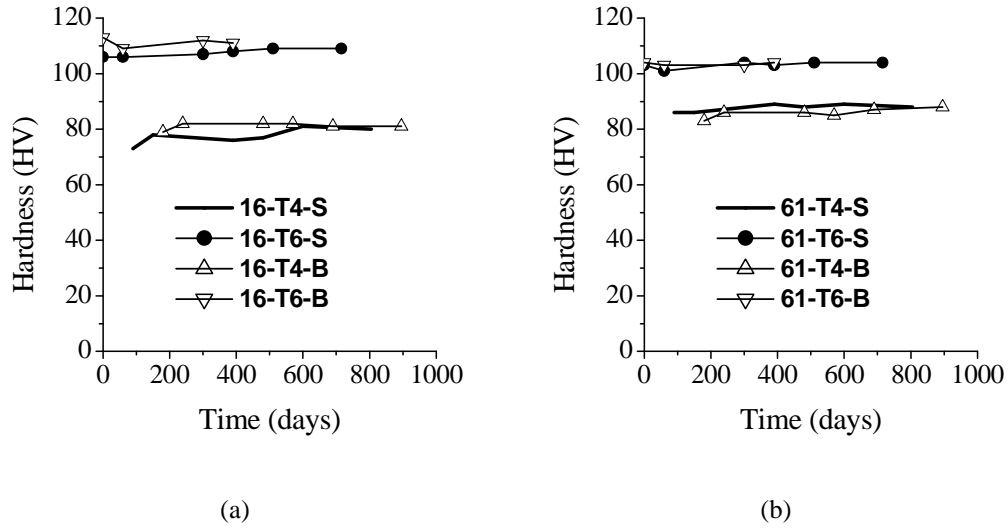 120
100
80
60
40
20
0
Hardness (HV)
16-T4-S
16-T6-S
16-T4-B
16-T6-B
0 200 400 600 800 1000
Time (days)
(a)
120
100
80
60
40
20
0
Hardness (HV)
61-T4-S
61-T6-S
61-T4-B
61-T6-B
0 200 400 600 800 1000
Time (days)
(b)